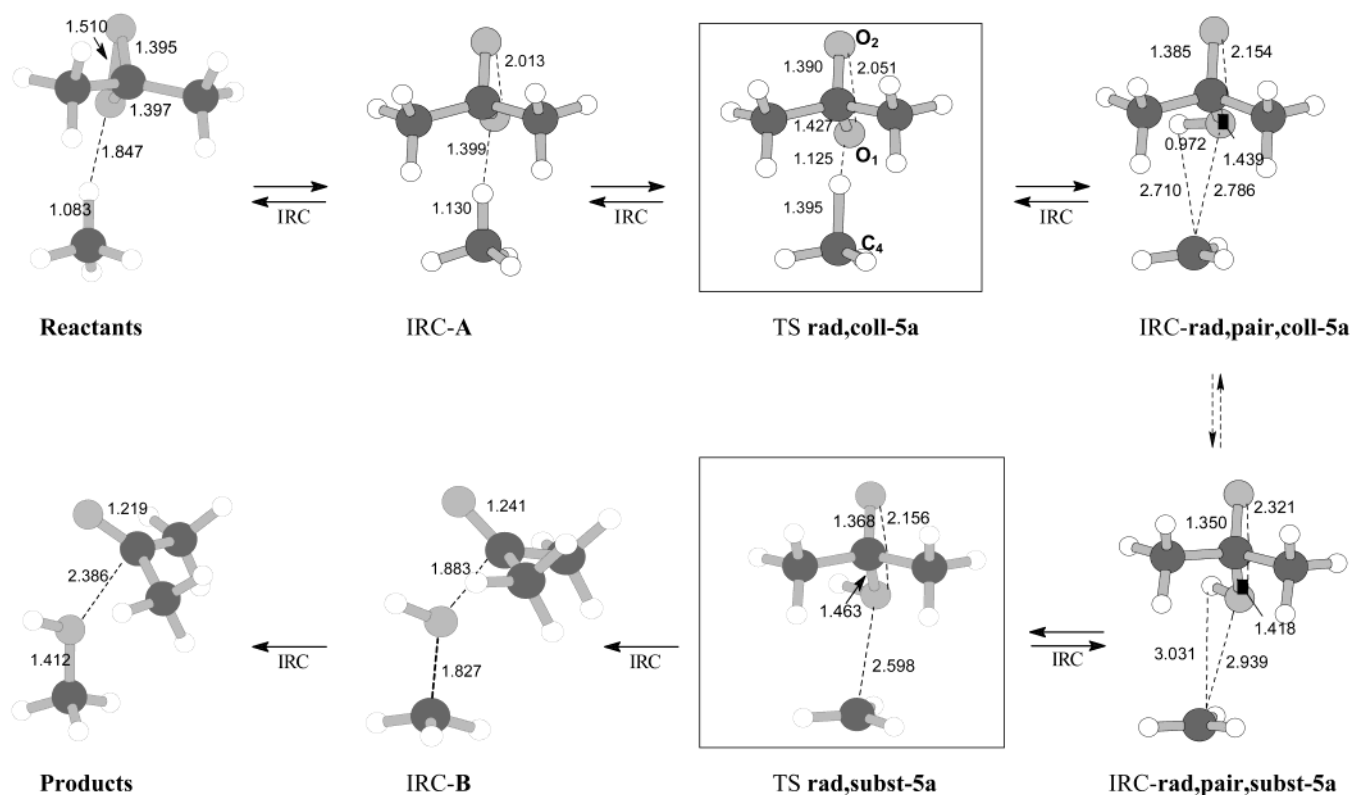 1.510
1.395
1.397
1.847
1.083
Reactants
IRC
2.013
1.399
1.130
IRC-A
IRC
O2
1.390
2.051
1.427
O1
1.125
1.395
C4
TS rad,coll-5a
IRC
1.385
2.154
0.972
1.439
2.710
2.786
IRC-rad,pair,coll-5a
1.219
2.386
1.412
Products
IRC
1.241
1.883
1.827
IRC-B
IRC
1.368
2.156
1.463
2.598
TS rad,subst-5a
IRC
1.350
2.321
1.418
3.031
2.939
IRC-rad,pair,subst-5a